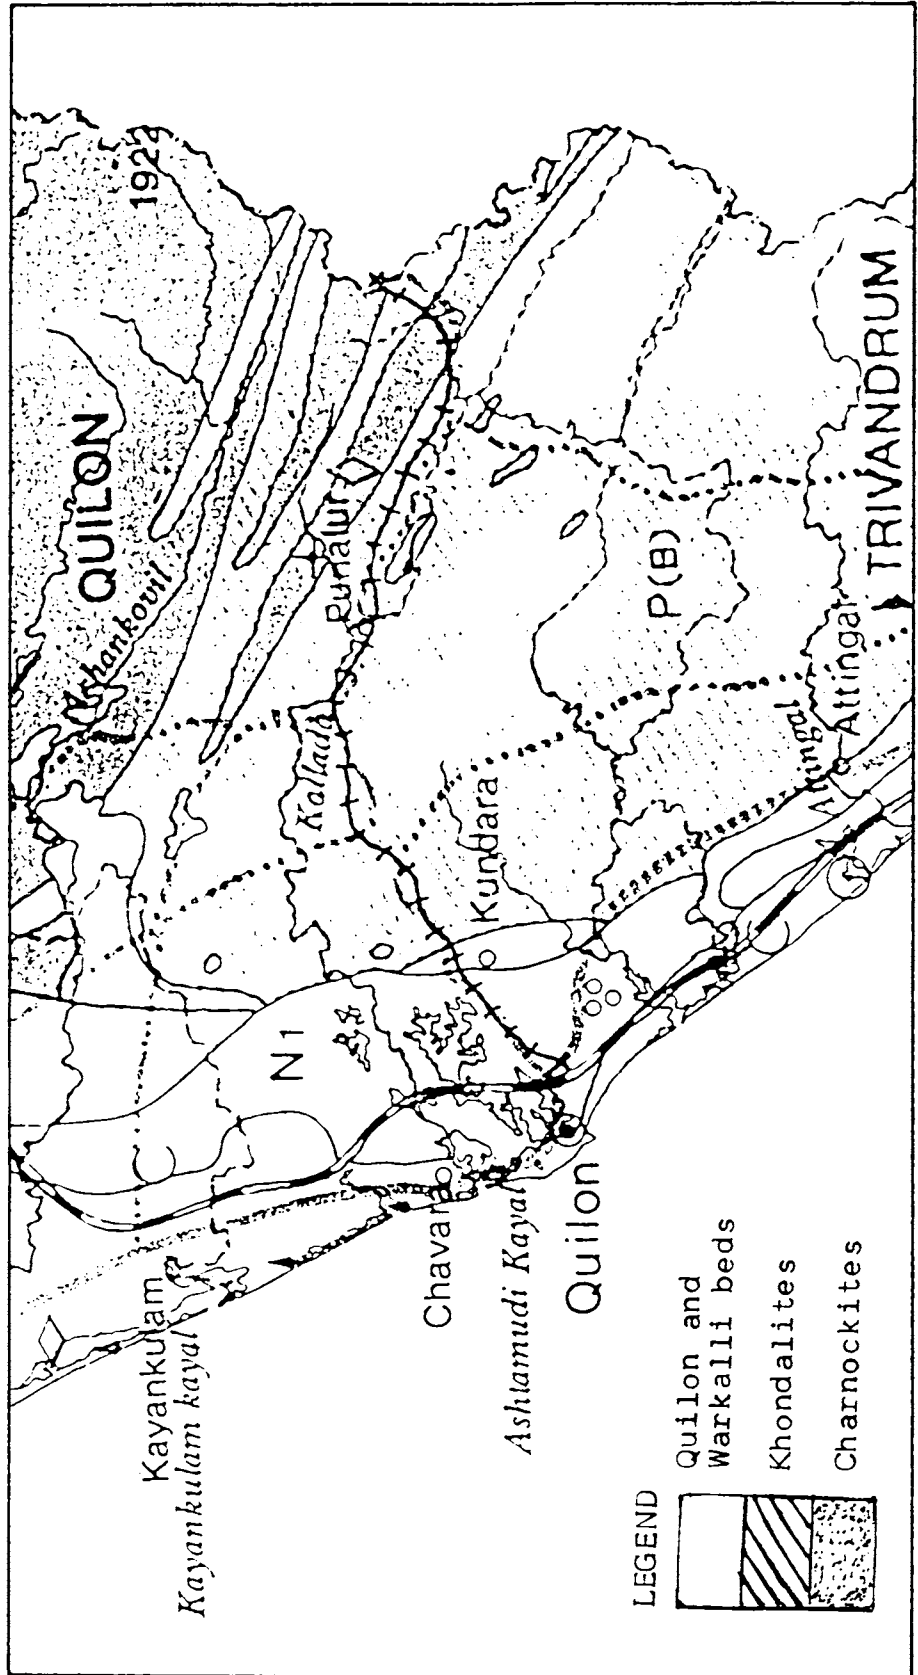 QUILON
1922
Ashankovil
Punalur
Kallada
Kundara
N1
P(B)
TRIVANDRUM
Attingal
Kayankulam
Kayankulam kayal
Chavara
Ashtamudi Kayal
Quilon
LEGEND
Quilon and
Warkalli beds
Khondalites
Charnockites